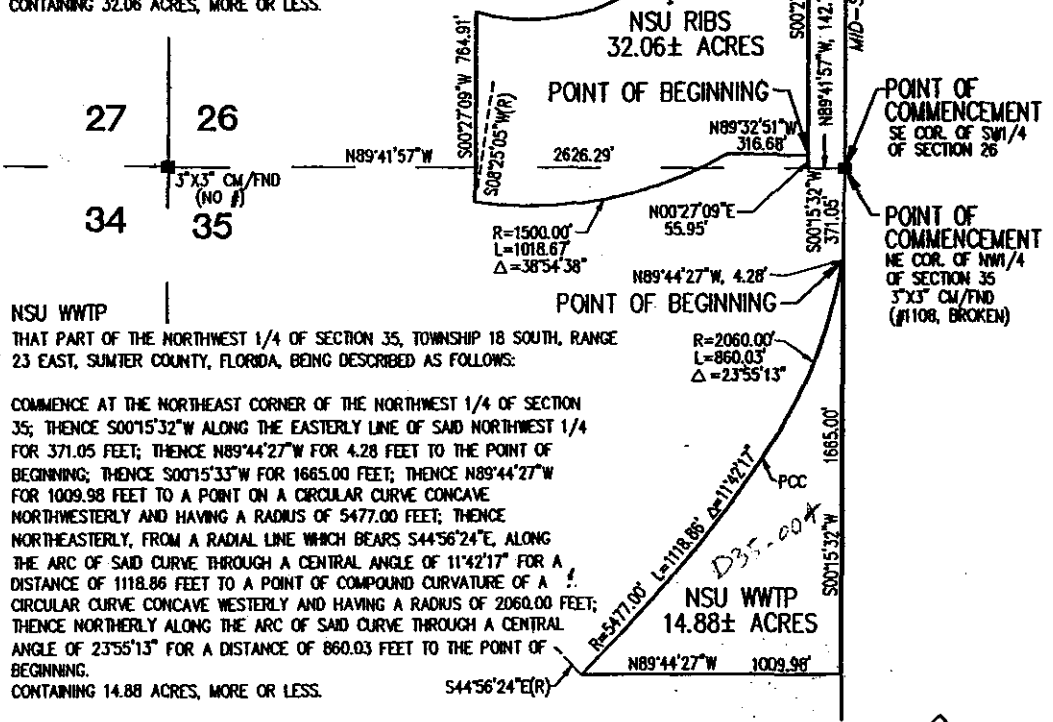 CONTAINING 32.06 ACRES, MORE OR LESS.
NSU RIBS
32.06± ACRES
S00°27'09"W 764.91'
S08°25'05"W(R)
N89°41'57"W, 142.
MID-S
POINT OF BEGINNING
POINT OF
COMMENCEMENT
SE COR. OF SW1/4
OF SECTION 26
27
26
N89°32'51"W
316.68'
N89°41'57"W
2626.29'
3"X3" CM/FND
(NO #)
34
35
N00°27'09"E
55.95'
S00°15'32"W
371.05'
R=1500.00'
L=1018.67'
Δ=38°54'38"
POINT OF
COMMENCEMENT
NE COR. OF NW1/4
OF SECTION 35
3"X3" CM/FND
(#1108, BROKEN)
N89°44'27"W, 4.28'
POINT OF BEGINNING
NSU WWTP
THAT PART OF THE NORTHWEST 1/4 OF SECTION 35, TOWNSHIP 18 SOUTH, RANGE
23 EAST, SUMTER COUNTY, FLORIDA, BEING DESCRIBED AS FOLLOWS:
R=2060.00'
L=860.03'
Δ=23°55'13"
COMMENCE AT THE NORTHEAST CORNER OF THE NORTHWEST 1/4 OF SECTION
35; THENCE S00°15'32"W ALONG THE EASTERLY LINE OF SAID NORTHWEST 1/4
FOR 371.05 FEET; THENCE N89°44'27"W FOR 4.28 FEET TO THE POINT OF
BEGINNING; THENCE S00°15'33"W FOR 1665.00 FEET; THENCE N89°44'27"W
FOR 1009.98 FEET TO A POINT ON A CIRCULAR CURVE CONCAVE
NORTHWESTERLY AND HAVING A RADIUS OF 5477.00 FEET; THENCE
NORTHEASTERLY, FROM A RADIAL LINE WHICH BEARS S44°56'24"E, ALONG
THE ARC OF SAID CURVE THROUGH A CENTRAL ANGLE OF 11°42'17" FOR A
DISTANCE OF 1118.86 FEET TO A POINT OF COMPOUND CURVATURE OF A
CIRCULAR CURVE CONCAVE WESTERLY AND HAVING A RADIUS OF 2060.00 FEET;
THENCE NORTHERLY ALONG THE ARC OF SAID CURVE THROUGH A CENTRAL
ANGLE OF 23°55'13" FOR A DISTANCE OF 860.03 FEET TO THE POINT OF
BEGINNING.
CONTAINING 14.88 ACRES, MORE OR LESS.
PCC
R=5477.00' L=1118.86' Δ=11°42'17"
D35-004
S00°15'32"W 1665.00'
NSU WWTP
14.88± ACRES
N89°44'27"W 1009.98'
S44°56'24"E(R)